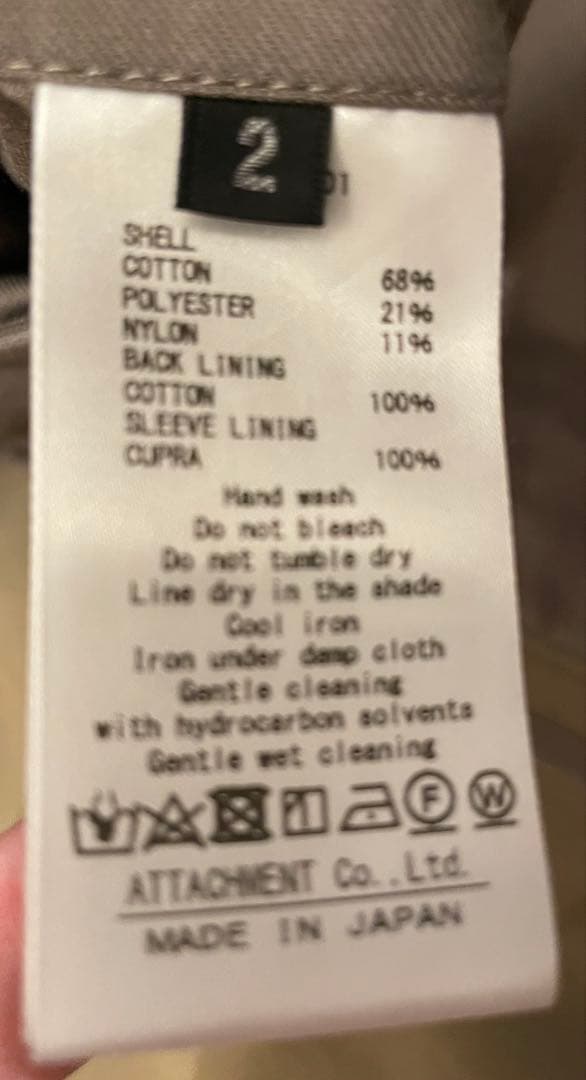 2
01
SHELL
COTTON 68%
POLYESTER 21%
NYLON 11%
BACK LINING
COTTON 100%
SLEEVE LINING
CUPRA 100%
Hand wash
Do not bleach
Do not tumble dry
Line dry in the shade
Cool iron
Iron under damp cloth
Gentle cleaning
with hydrocarbon solvents
Gentle wet cleaning
F W
ATTACHMENT Co.,Ltd.
MADE IN JAPAN